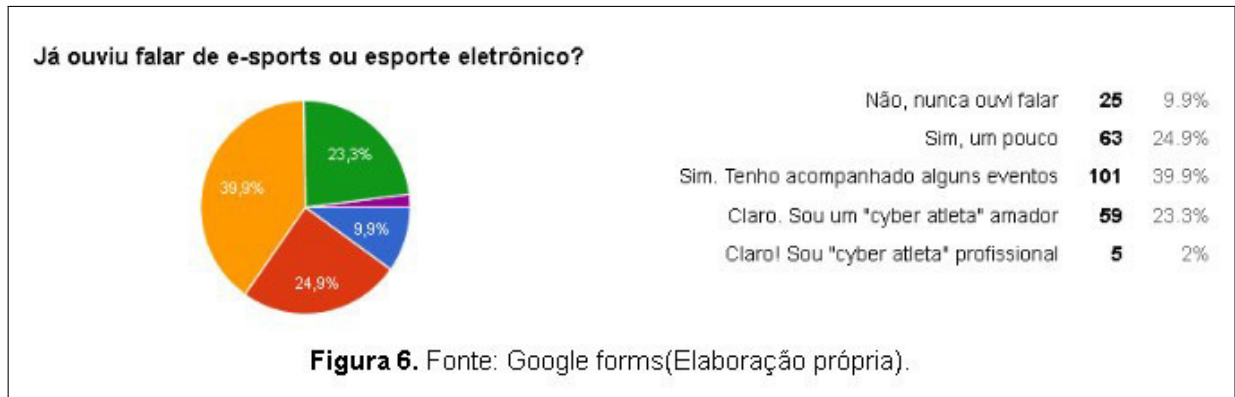 Já ouviu falar de e-sports ou esporte eletrônico?
23,3%
39,9%
9,9%
24,9%
Não, nunca ouvi falar 25 9.9%
Sim, um pouco 63 24.9%
Sim. Tenho acompanhado alguns eventos 101 39.9%
Claro. Sou um "cyber atleta" amador 59 23.3%
Claro! Sou "cyber atleta" profissional 5 2%
Figura 6. Fonte: Google forms(Elaboração própria).